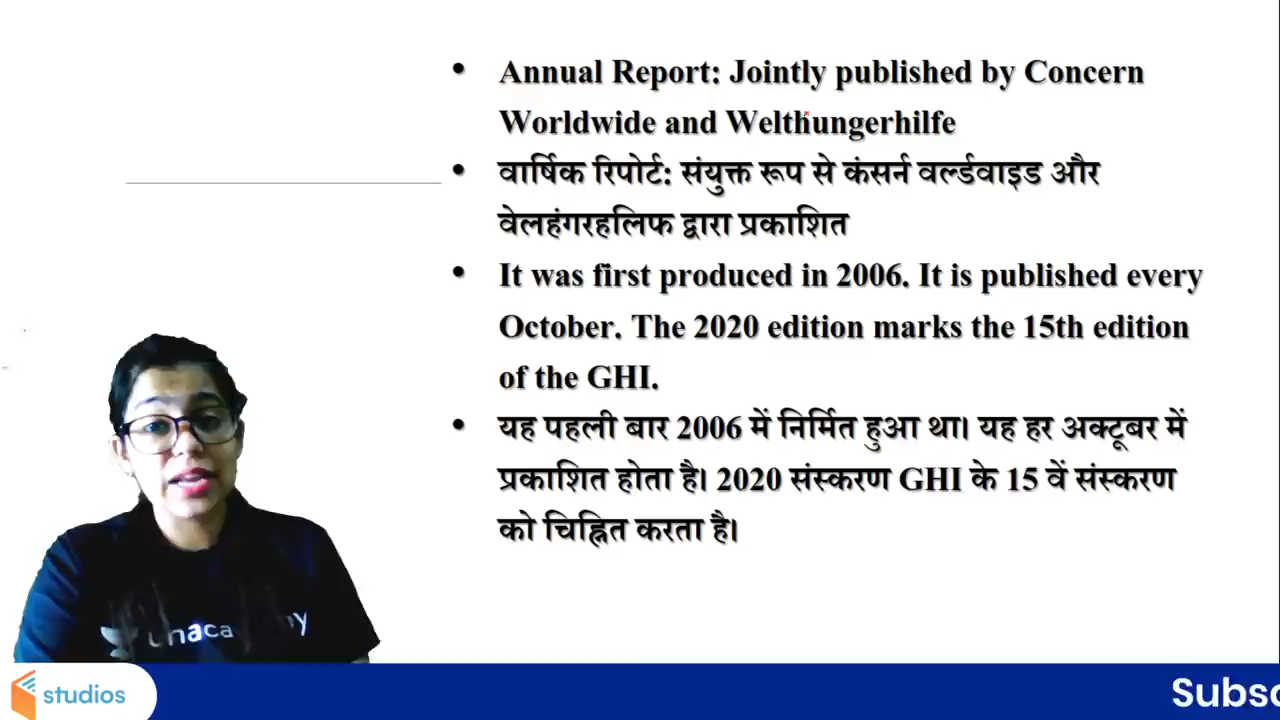 Annual Report: Jointly published by Concern
Worldwide and Welthungerhilfe
वार्षिक रिपोर्ट: संयुक्त रूप से कंसर्न वर्ल्डवाइड और
वेलहंगरहलिफ द्वारा प्रकाशित
It was first produced in 2006. It is published every
October. The 2020 edition marks the 15th edition
of the GHI.
यह पहली बार 2006 में निर्मित हुआ था। यह हर अक्टूबर में
प्रकाशित होता है। 2020 संस्करण GHI के 15 वें संस्करण
को चिह्नित करता है।
studios